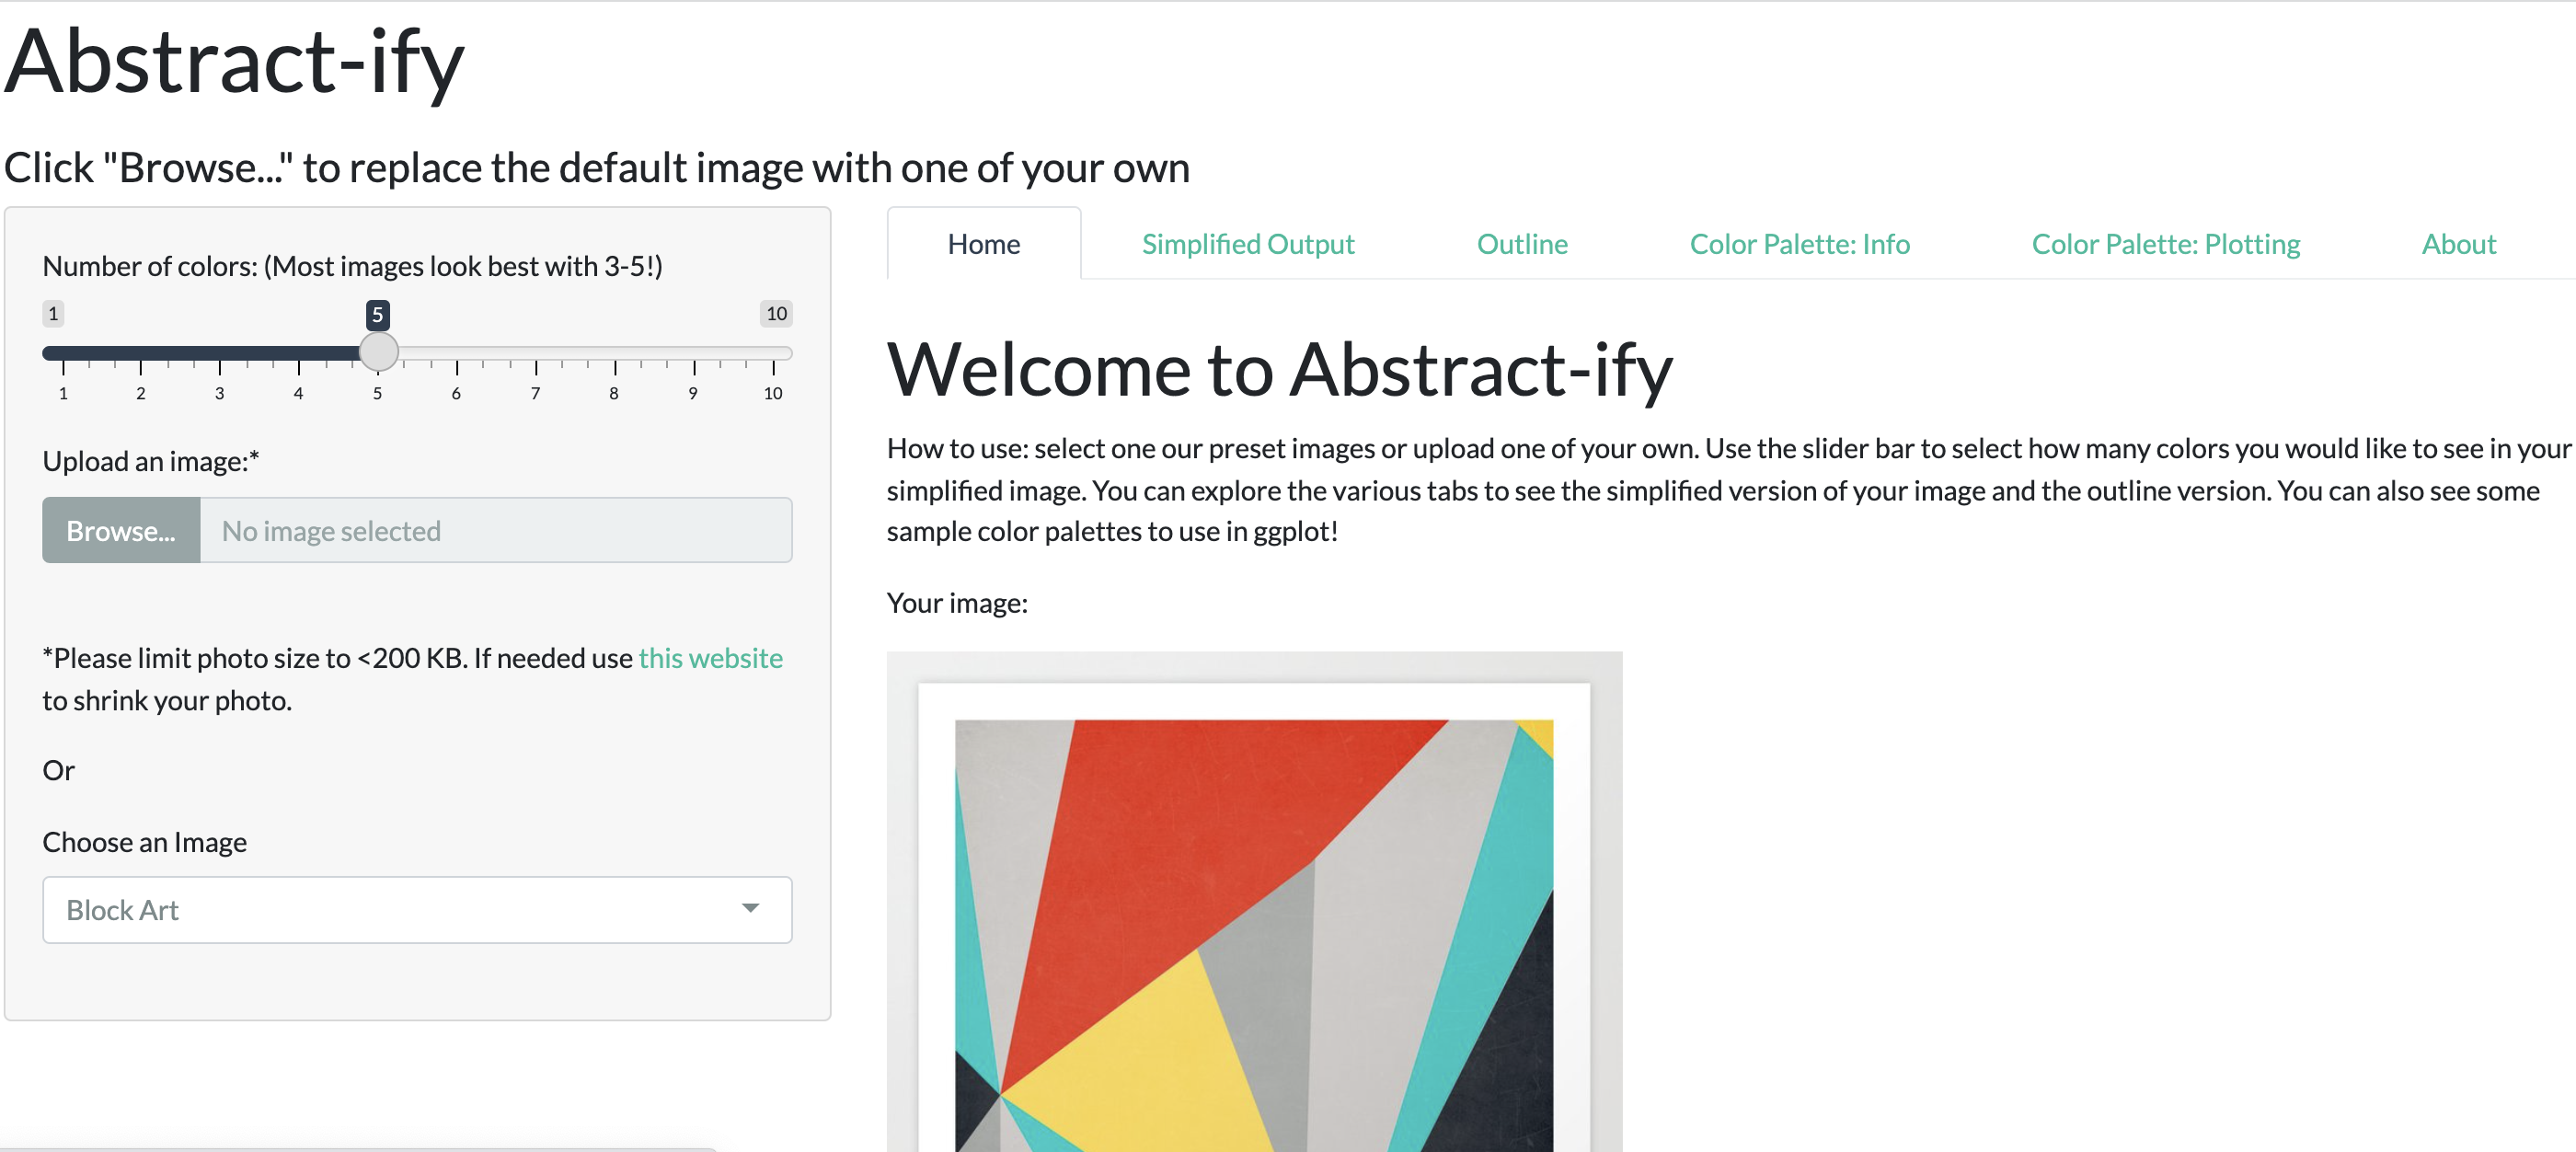 Abstract-ify
Click "Browse..." to replace the default image with one of your own
Number of colors: (Most images look best with 3-5!)
1 5 10
1 2 3 4 5 6 7 8 9 10
Upload an image:*
Browse... No image selected
*Please limit photo size to <200 KB. If needed use this website
to shrink your photo.
Or
Choose an Image
Block Art
Home Simplified Output Outline Color Palette: Info Color Palette: Plotting About
Welcome to Abstract-ify
How to use: select one our preset images or upload one of your own. Use the slider bar to select how many colors you would like to see in your
simplified image. You can explore the various tabs to see the simplified version of your image and the outline version. You can also see some
sample color palettes to use in ggplot!
Your image: